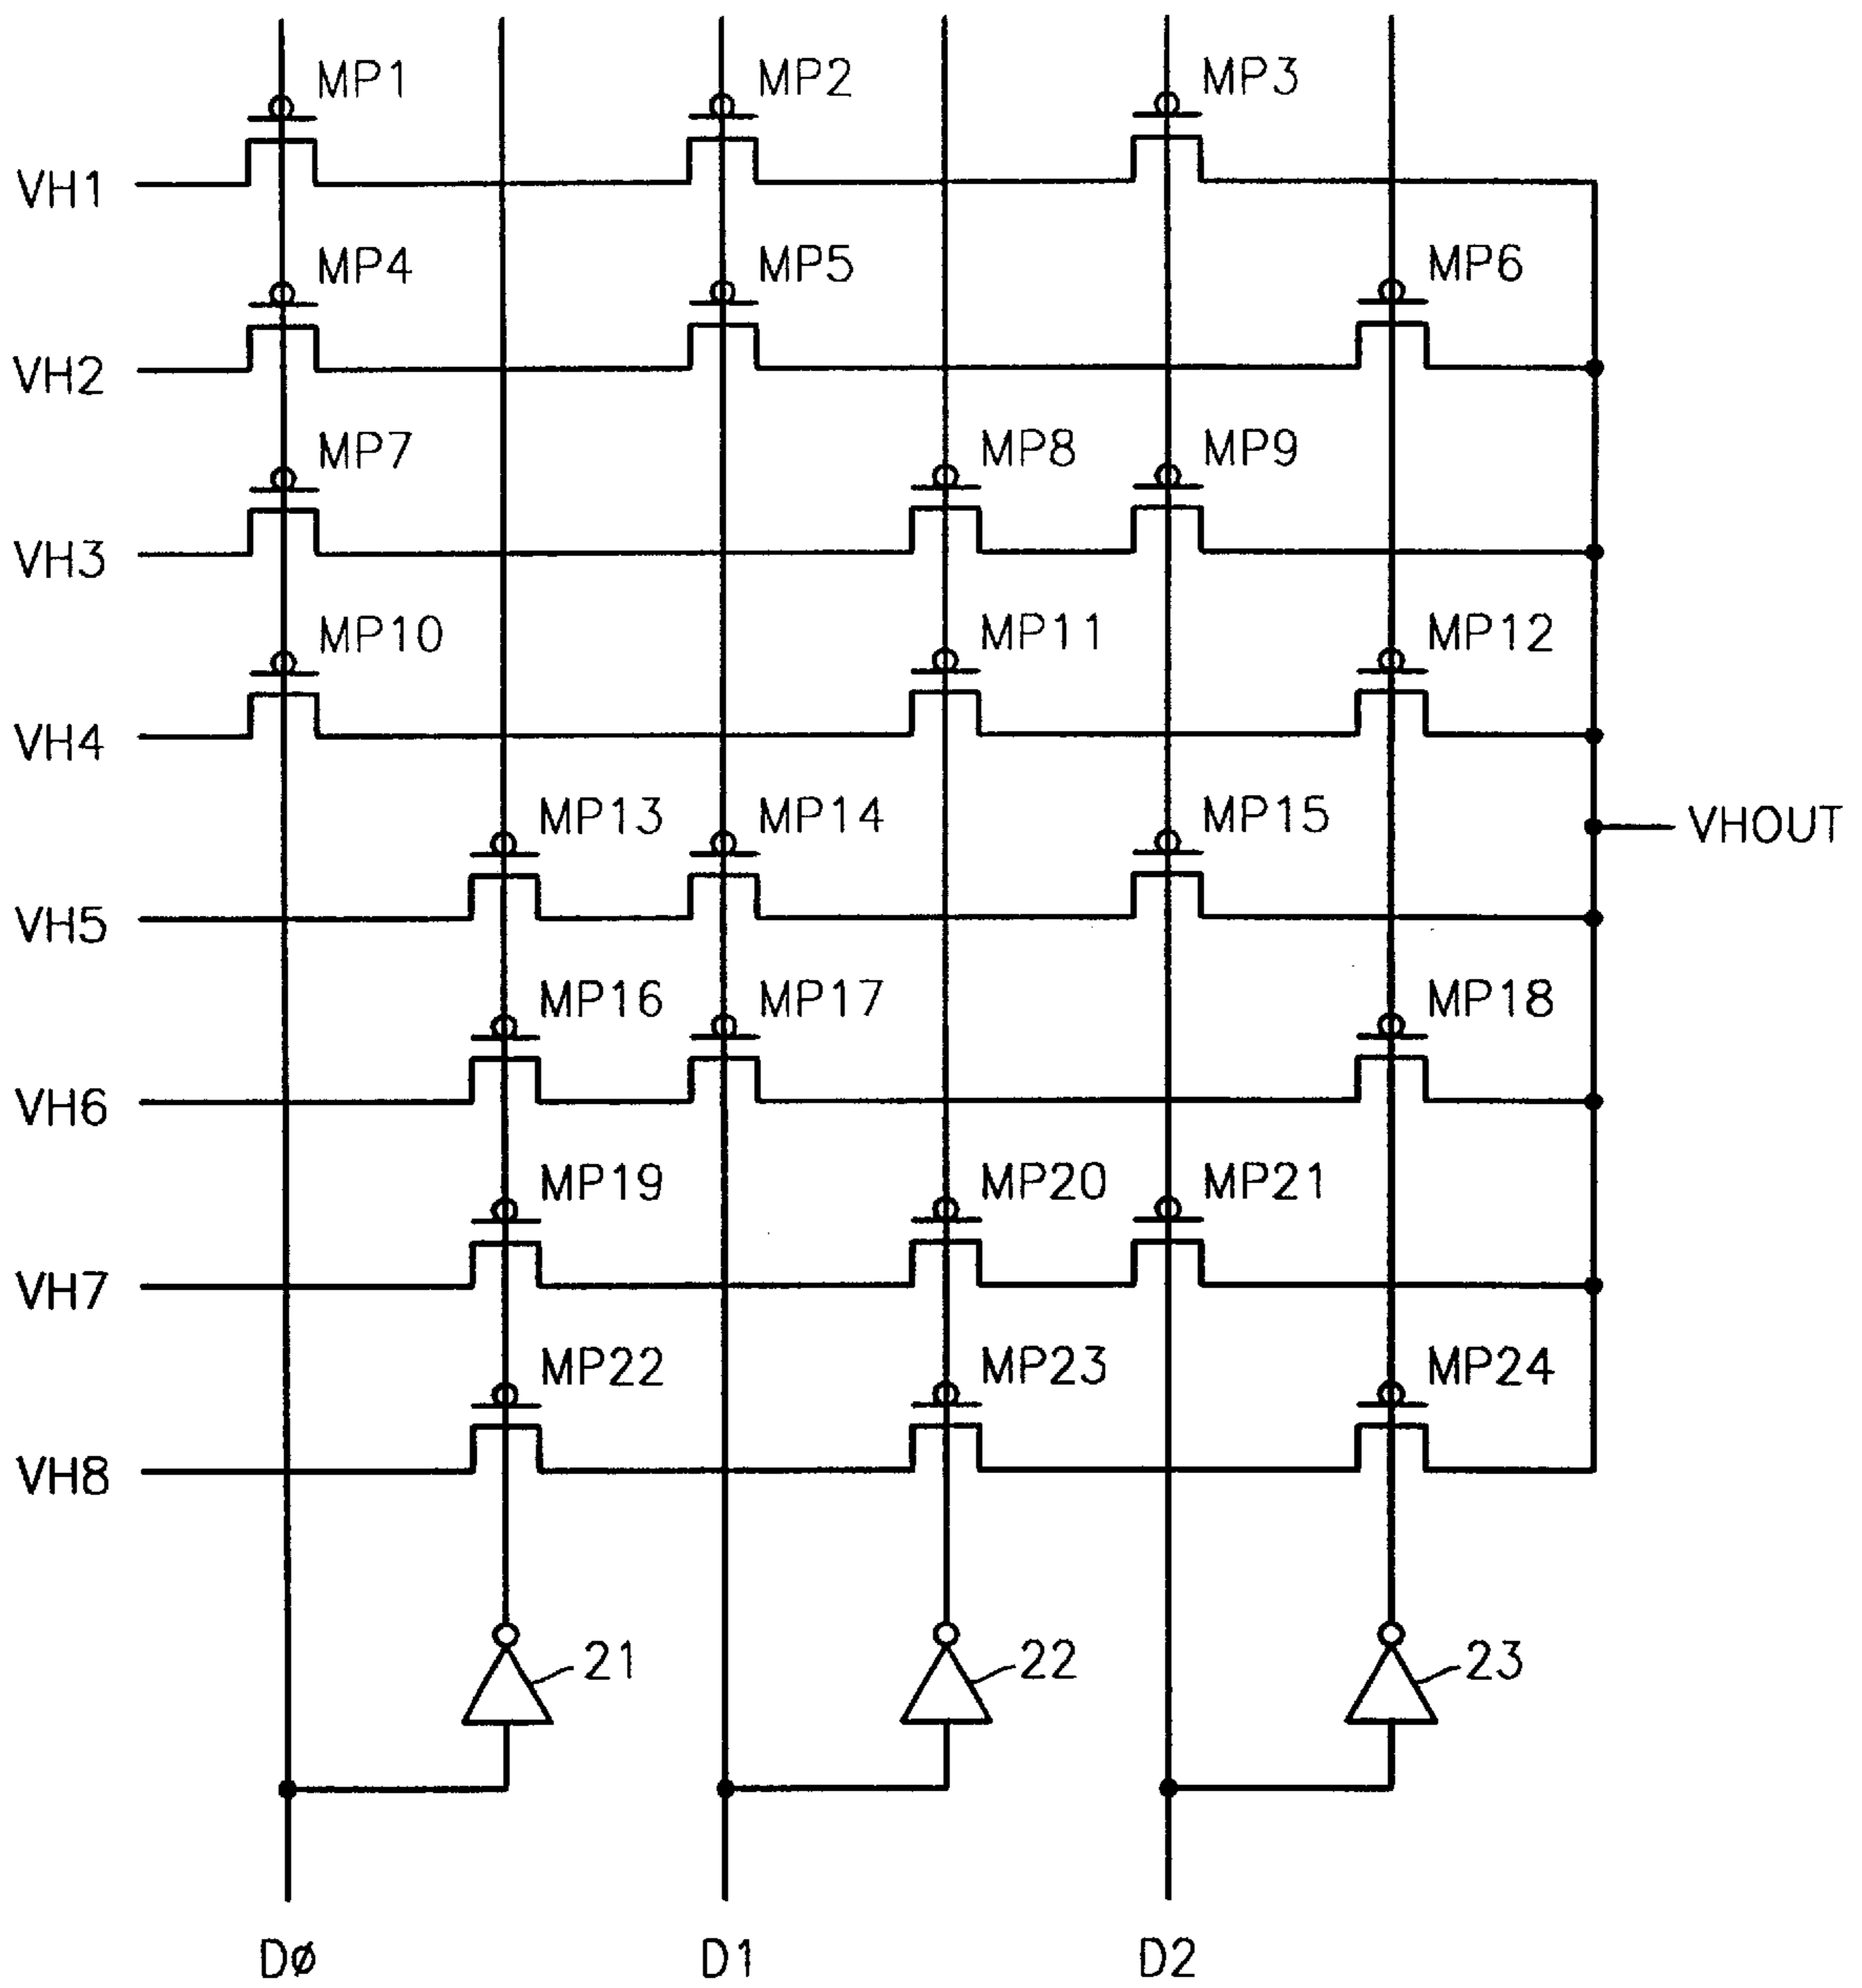 MP1 MP2 MP3
VH1
MP4 MP5 MP6
VH2
MP7 MP8 MP9
VH3
MP10 MP11 MP12
VH4
MP13 MP14 MP15
VHOUT
VH5
MP16 MP17 MP18
VH6
MP19 MP20 MP21
VH7
MP22 MP23 MP24
VH8
21 22 23
DØ D1 D2